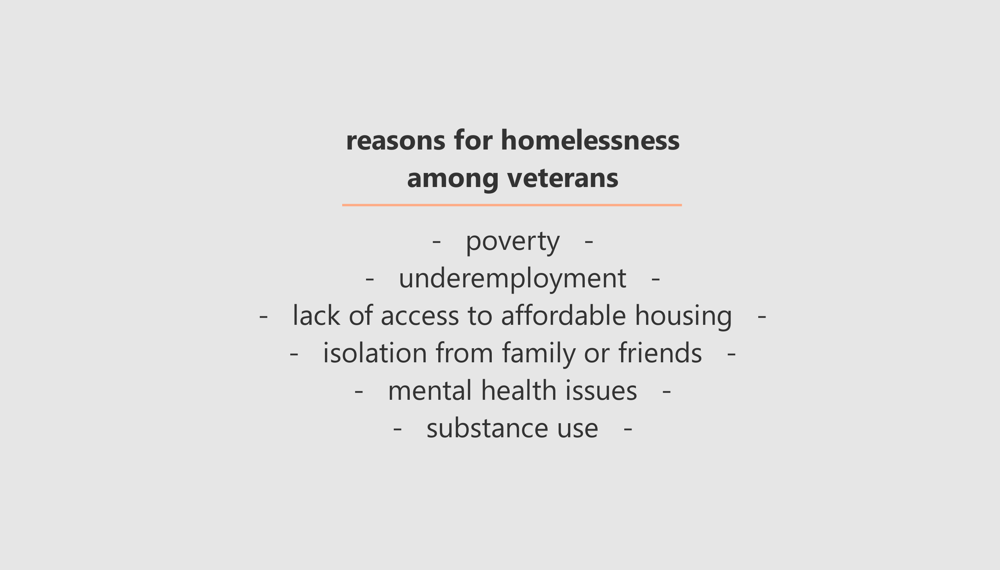 reasons for homelessness
among veterans
- poverty -
- underemployment -
- lack of access to affordable housing -
- isolation from family or friends -
- mental health issues -
- substance use -